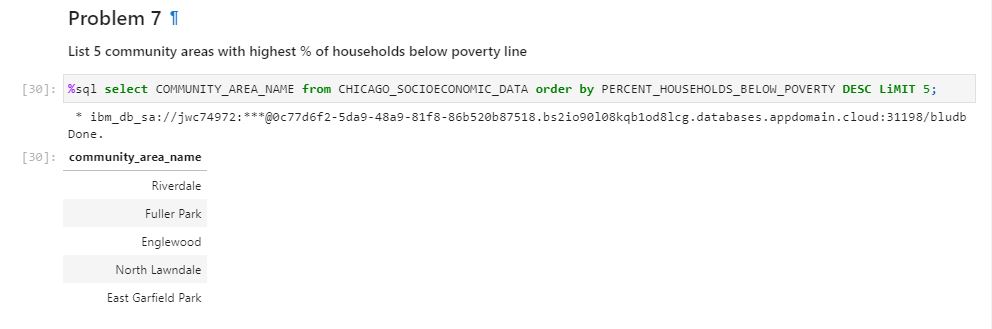 Problem 7 ¶
List 5 community areas with highest % of households below poverty line
[30]: %sql select COMMUNITY_AREA_NAME from CHICAGO_SOCIOECONOMIC_DATA order by PERCENT_HOUSEHOLDS_BELOW_POVERTY DESC LiMIT 5;
* ibm_db_sa://jwc74972:***@0c77d6f2-5da9-48a9-81f8-86b520b87518.bs2io90l08kqb1od8lcg.databases.appdomain.cloud:31198/bludb
Done.
[30]: community_area_name
Riverdale
Fuller Park
Englewood
North Lawndale
East Garfield Park